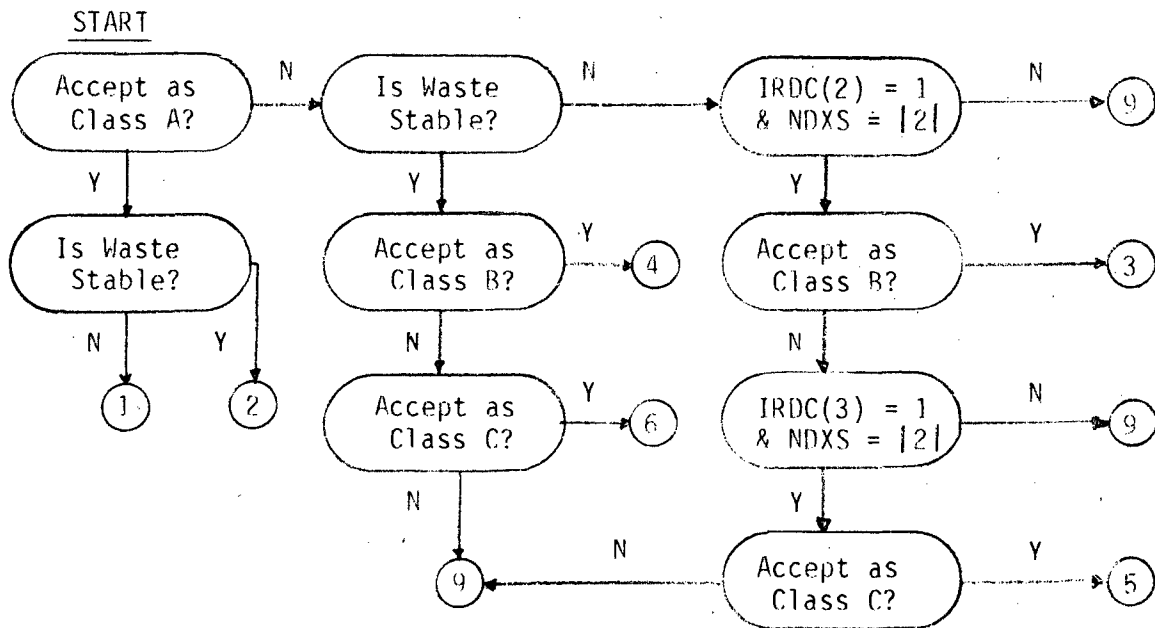 START
Accept as
Class A?
N
Is Waste
Stable?
N
IRDC(2) = 1
& NDXS = |2|
N
9
Y
Y
Y
Is Waste
Stable?
Accept as
Class B?
Y
4
Accept as
Class B?
Y
3
N
Y
N
N
1
2
Accept as
Class C?
Y
6
IRDC(3) = 1
& NDXS = |2|
N
9
N
Y
9
N
Accept as
Class C?
Y
5